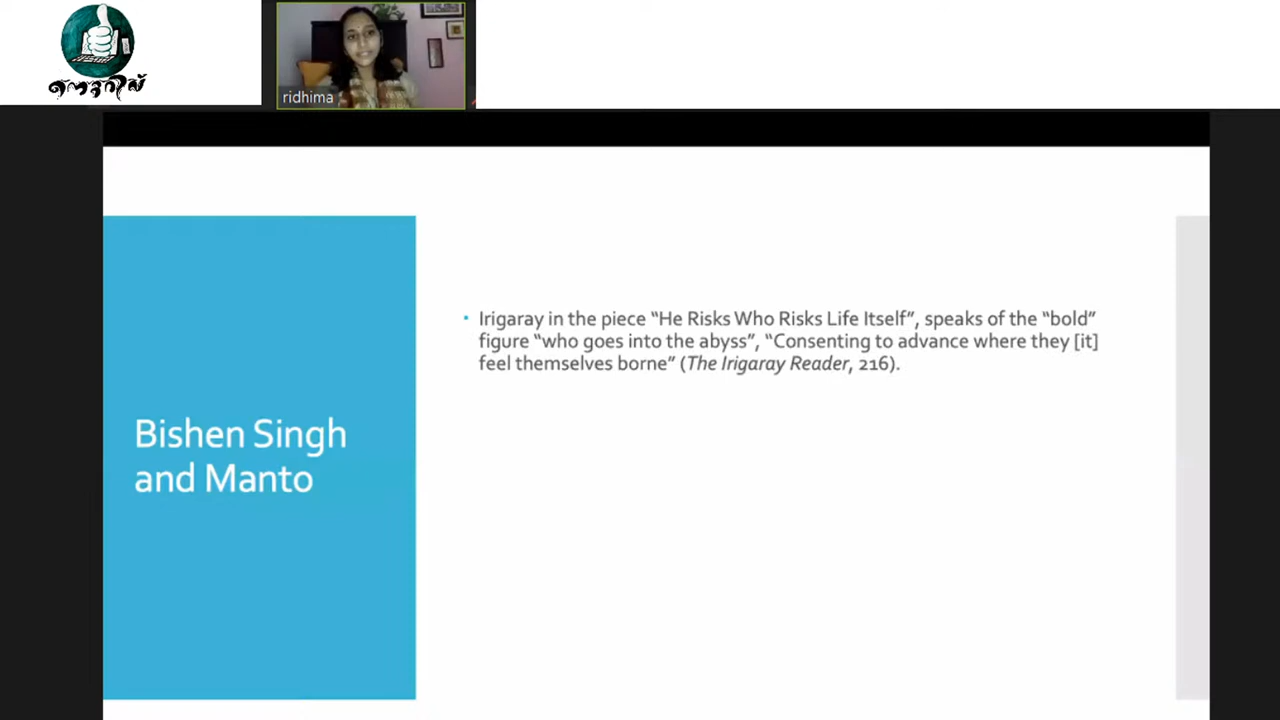 ridhima
Irigaray in the piece “He Risks Who Risks Life Itself”, speaks of the “bold”
figure “who goes into the abyss”, “Consenting to advance where they [it]
feel themselves borne” (The Irigaray Reader, 216).
Bishen Singh
and Manto